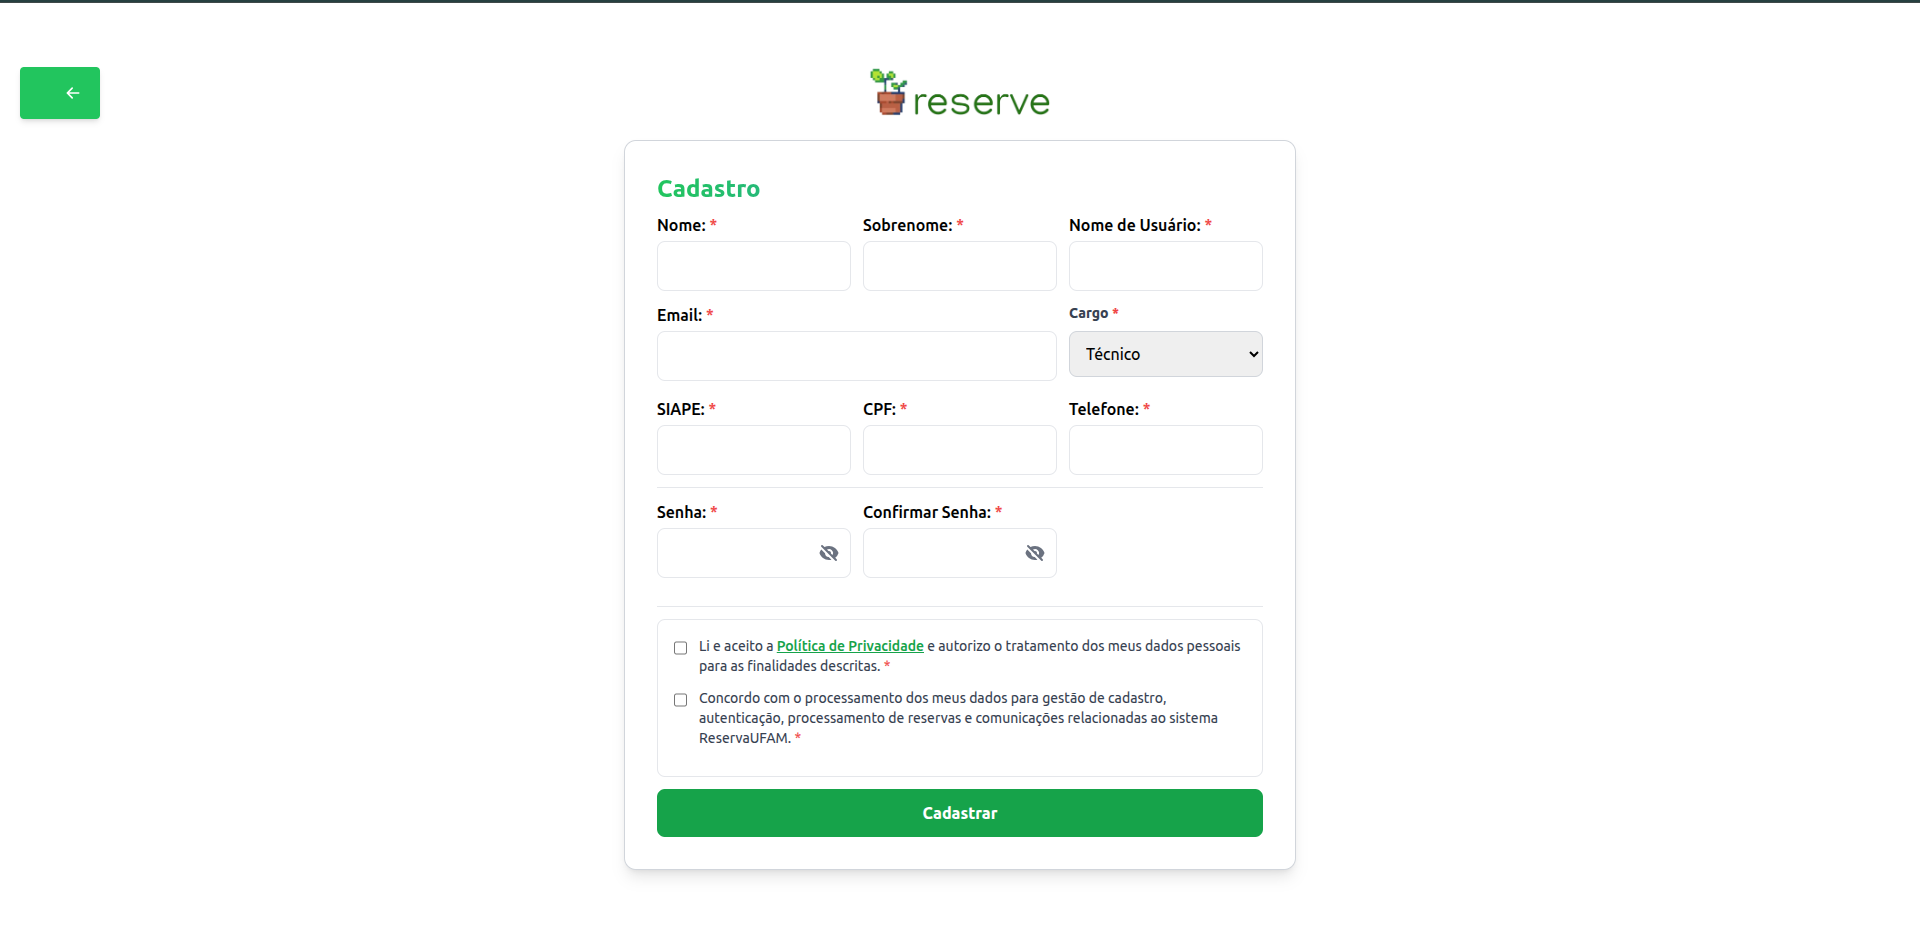 reserve
Cadastro
Nome: *
Sobrenome: *
Nome de Usuário: *
Email: *
Cargo *
Técnico
SIAPE: *
CPF: *
Telefone: *
Senha: *
Confirmar Senha: *
Li e aceito a Política de Privacidade e autorizo o tratamento dos meus dados pessoais
para as finalidades descritas. *
Concordo com o processamento dos meus dados para gestão de cadastro,
autenticação, processamento de reservas e comunicações relacionadas ao sistema
ReservaUFAM. *
Cadastrar